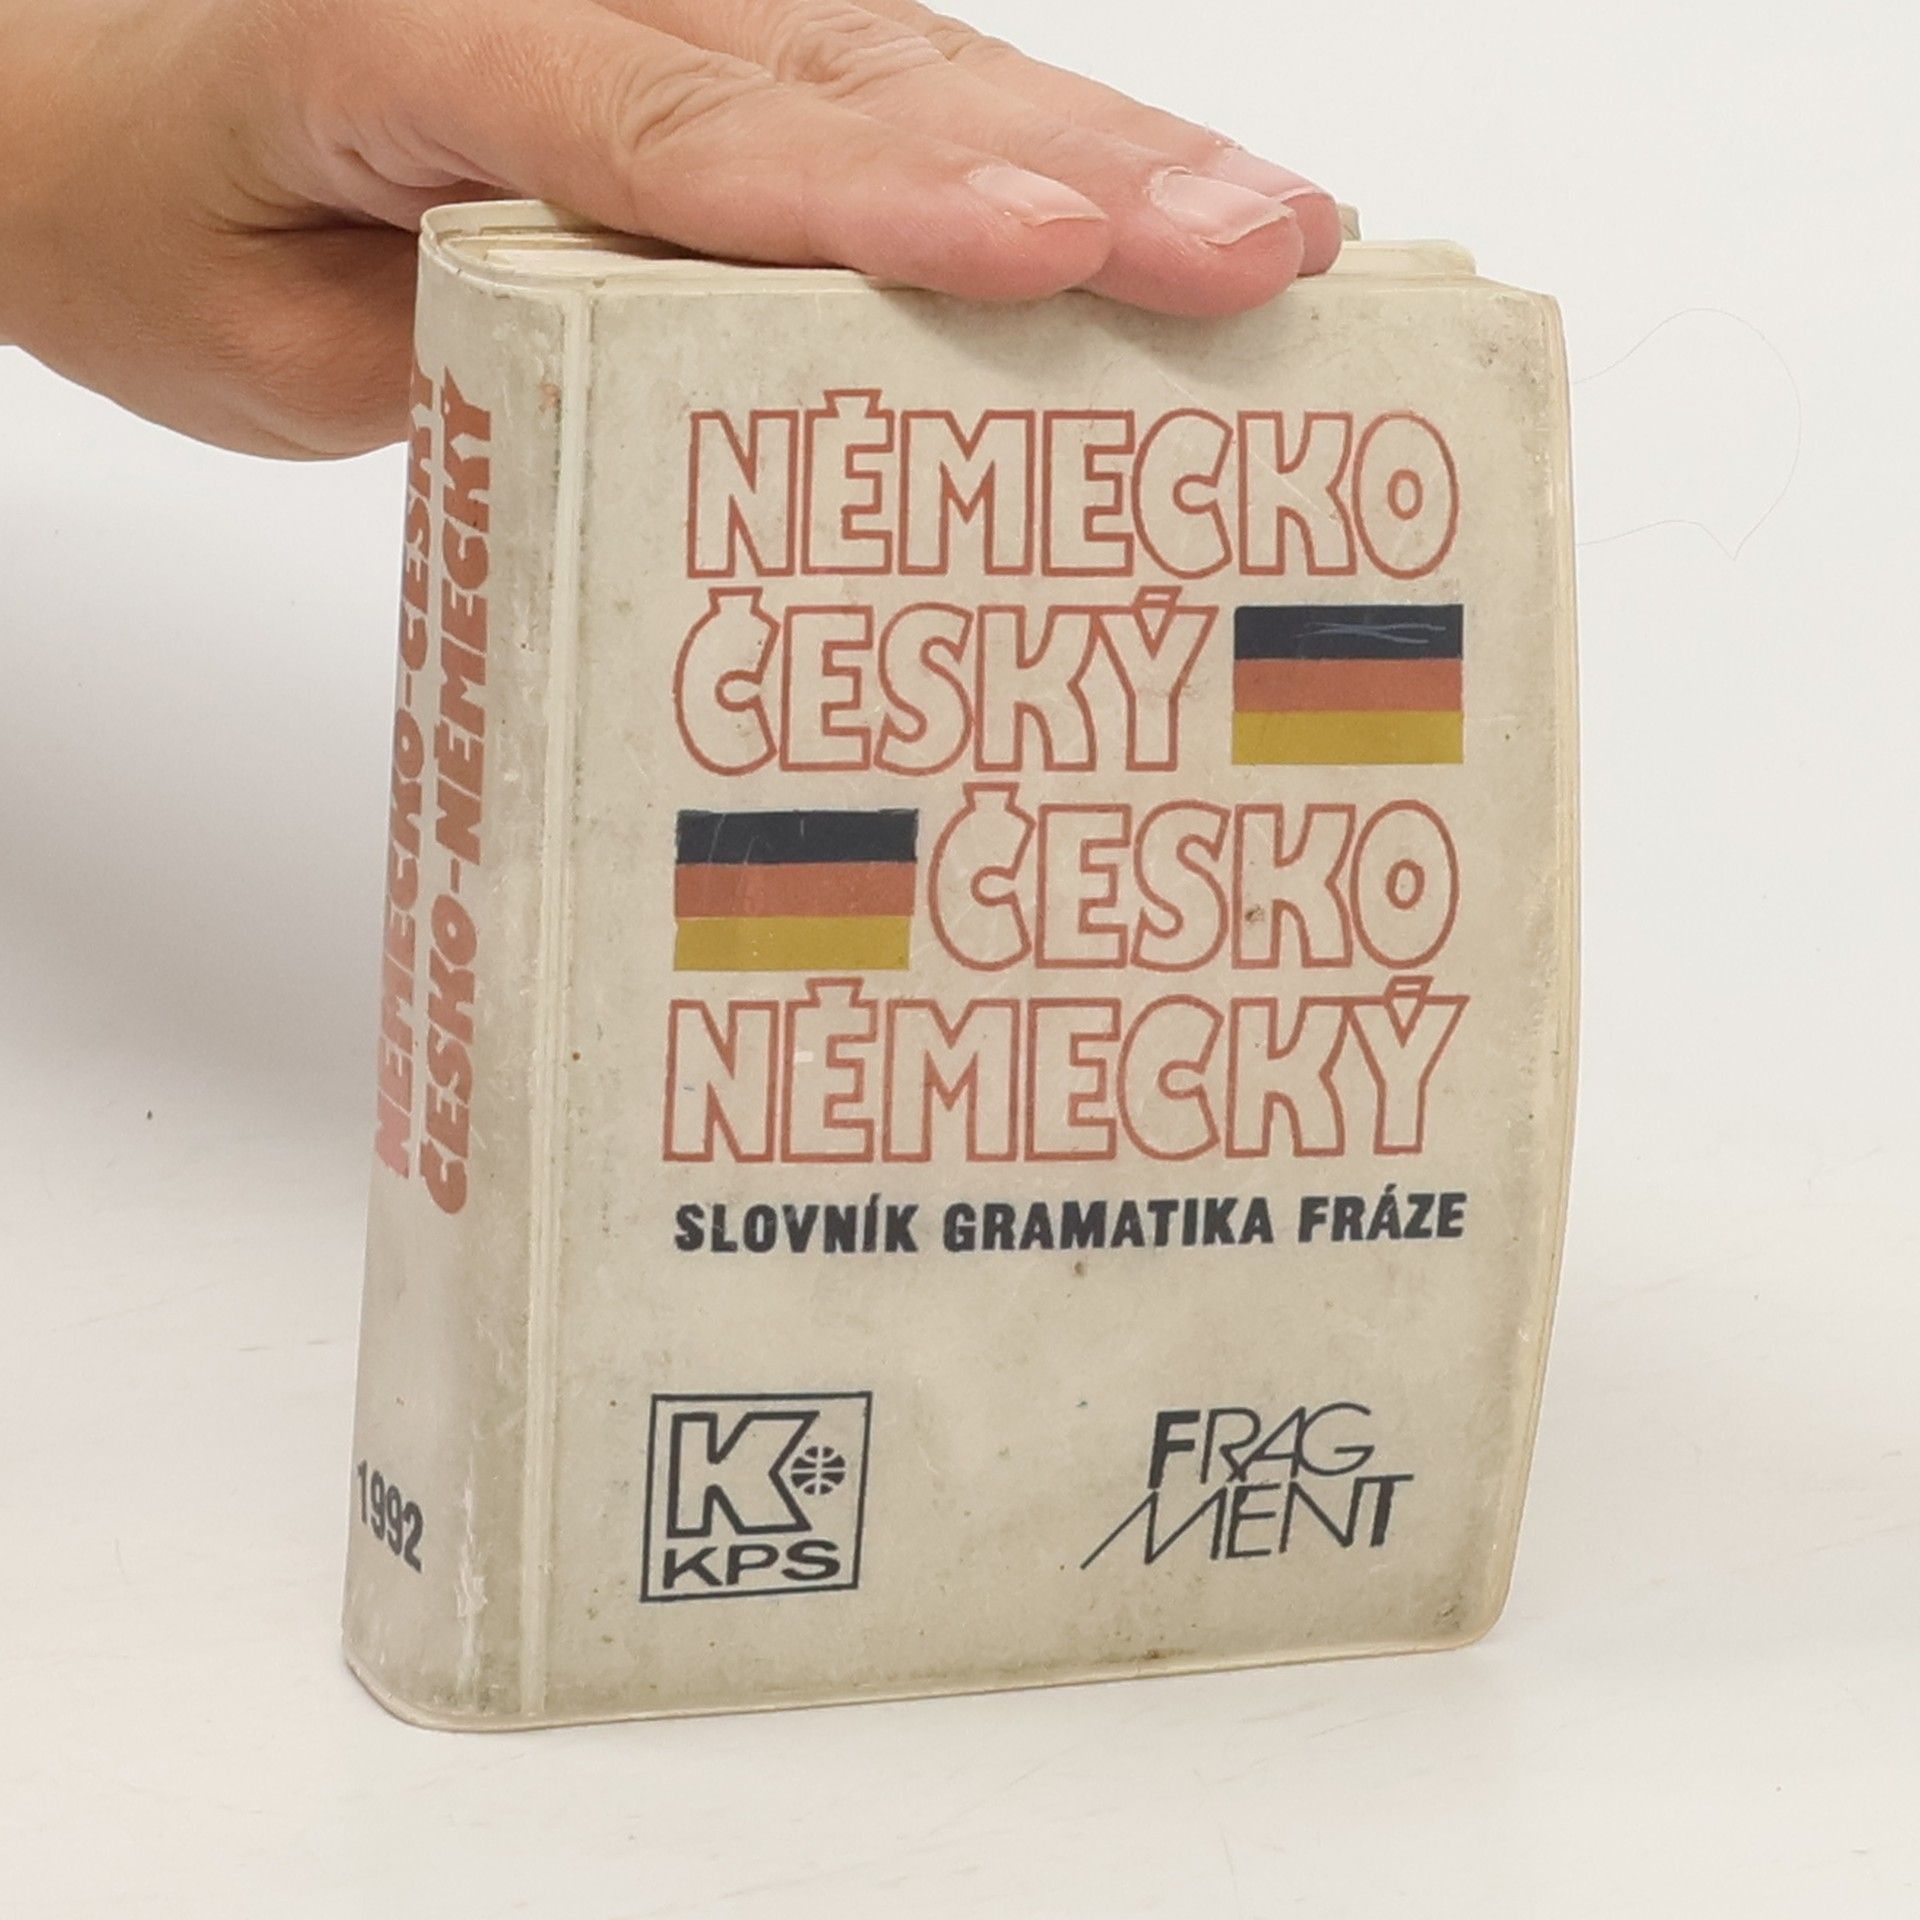 NĚMECKO-ČESKÝ
ČESKO-NĚMECKÝ
1992
NĚMECKO
ČESKÝ
ČESKO
NĚMECKÝ
SLOVNÍK GRAMATIKA FRÁZE
K
KPS
FRAG
MENT